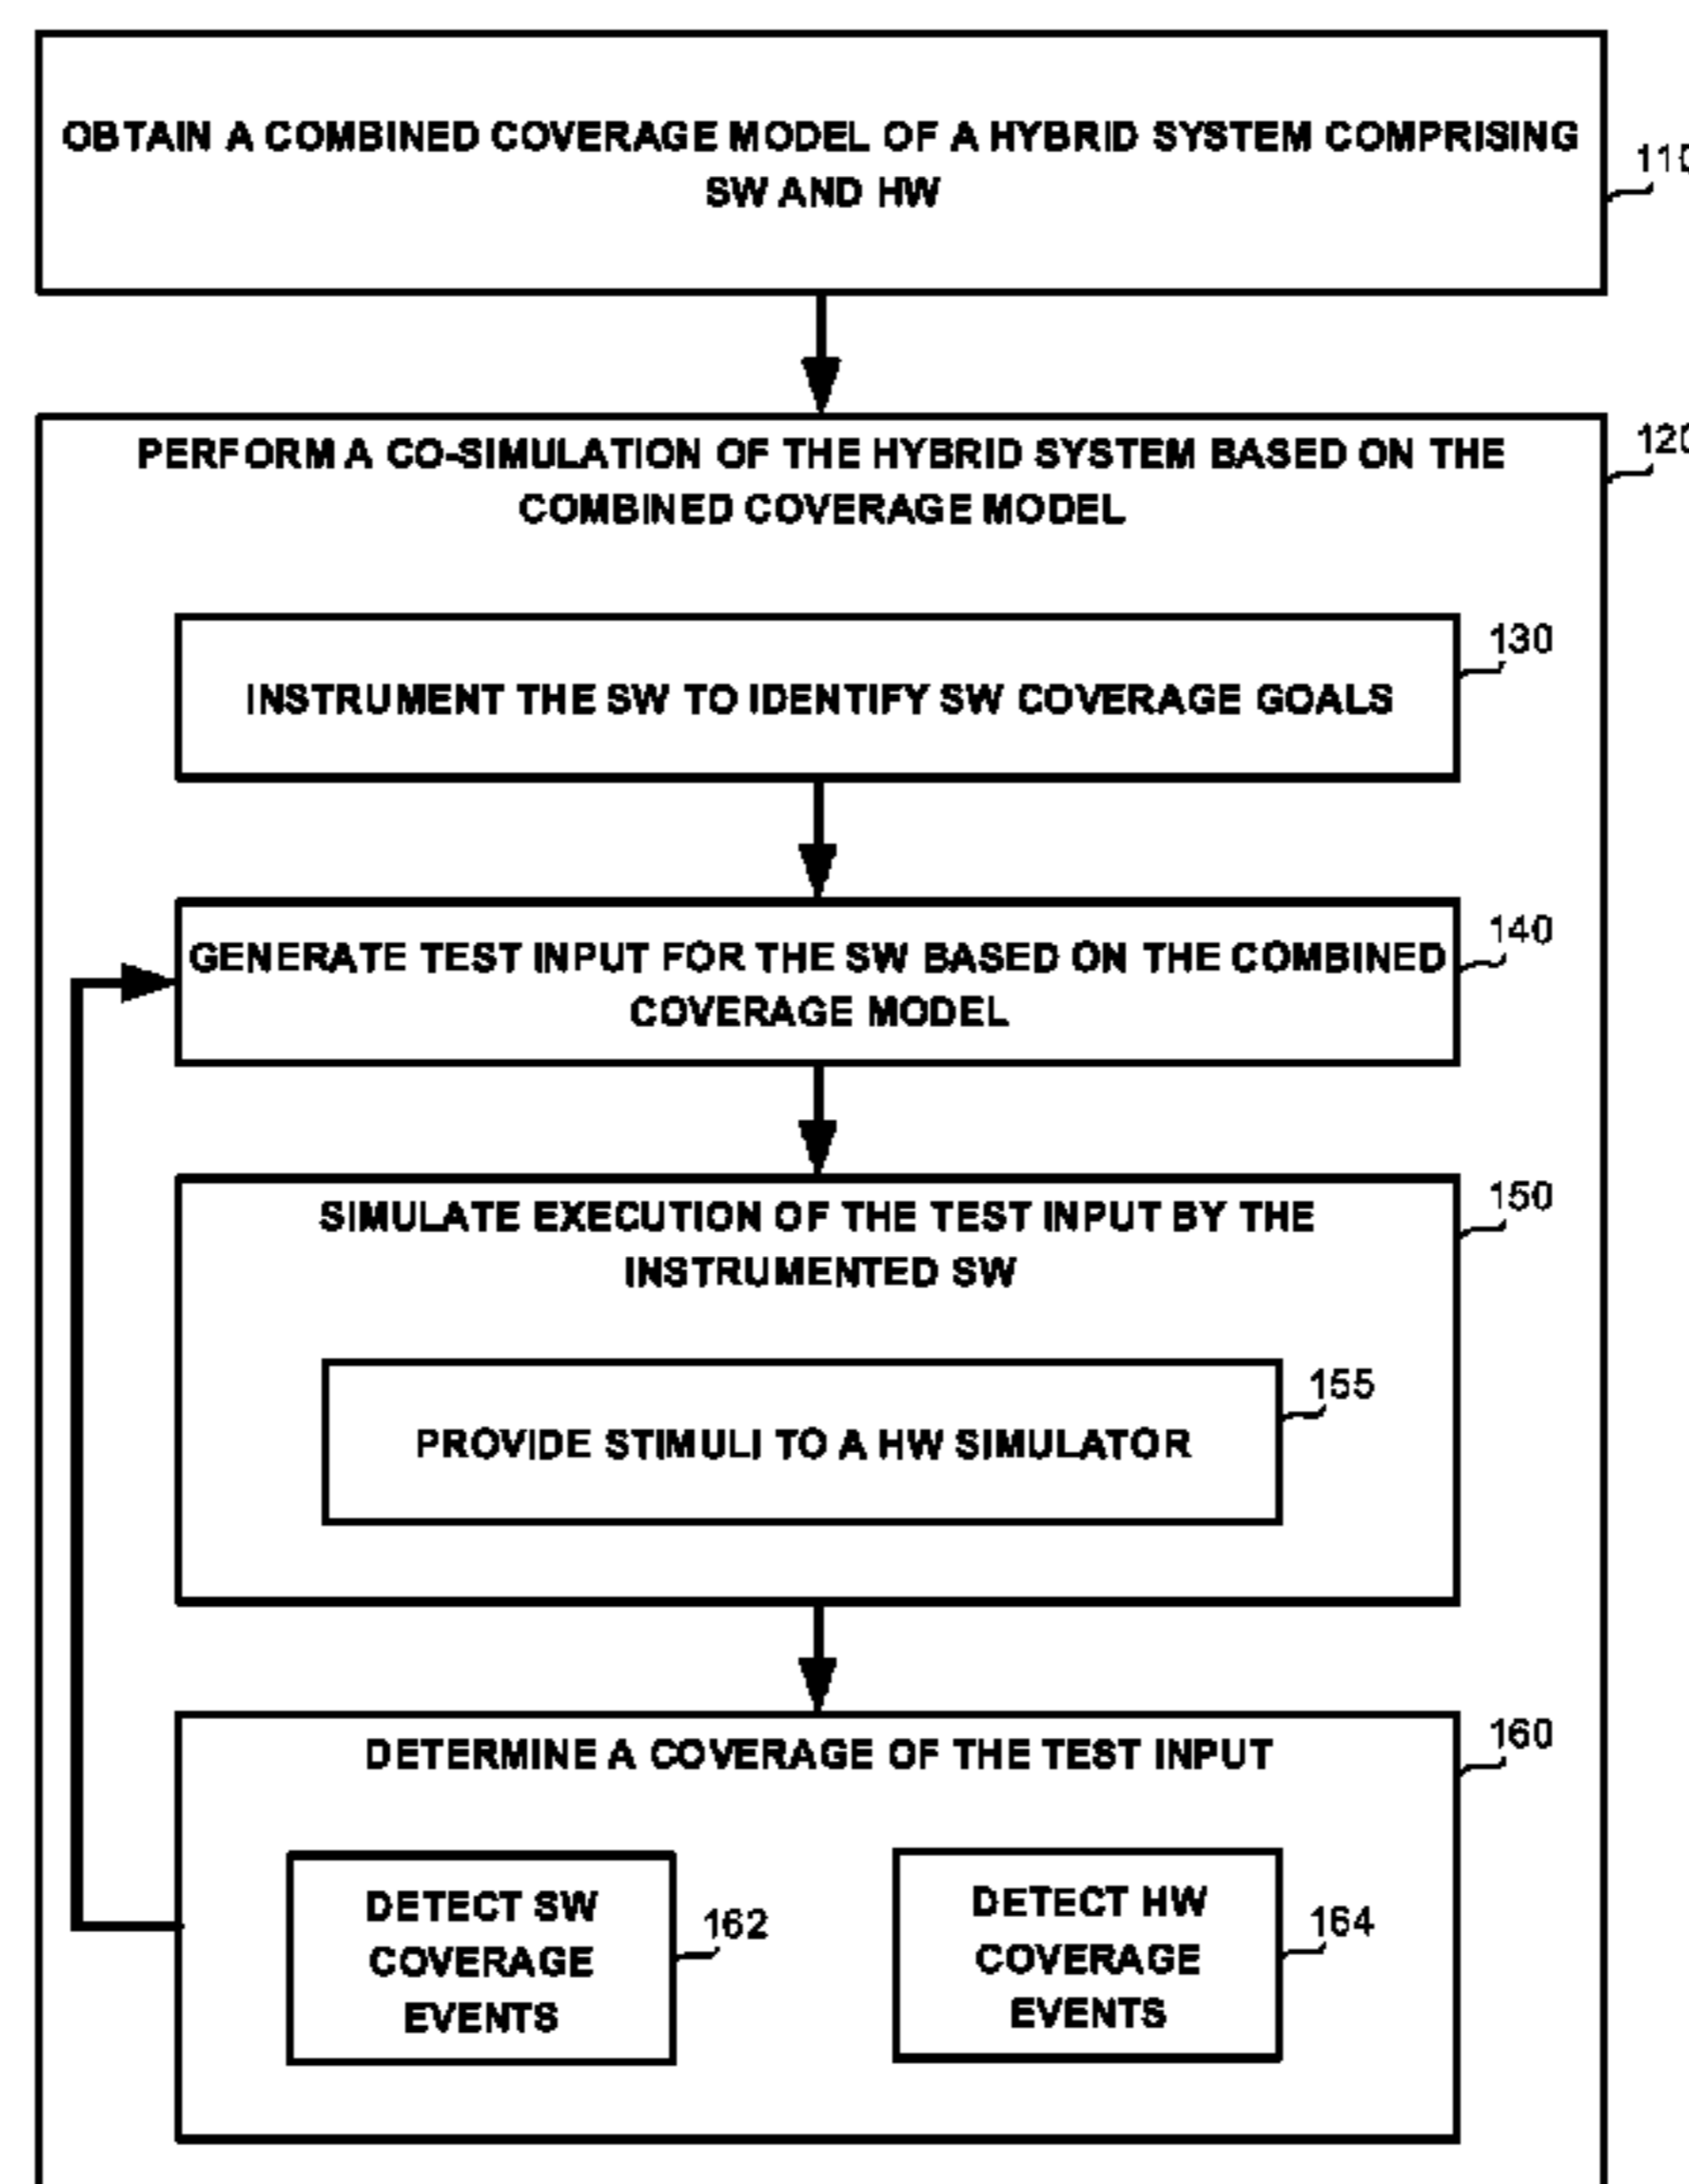 OBTAIN A COMBINED COVERAGE MODEL OF A HYBRID SYSTEM COMPRISING
SW AND HW
110
PERFORM A CO-SIMULATION OF THE HYBRID SYSTEM BASED ON THE
COMBINED COVERAGE MODEL
120
130
INSTRUMENT THE SW TO IDENTIFY SW COVERAGE GOALS
140
GENERATE TEST INPUT FOR THE SW BASED ON THE COMBINED
COVERAGE MODEL
150
SIMULATE EXECUTION OF THE TEST INPUT BY THE
INSTRUMENTED SW
155
PROVIDE STIMULI TO A HW SIMULATOR
160
DETERMINE A COVERAGE OF THE TEST INPUT
DETECT SW
COVERAGE
EVENTS
162
DETECT HW
COVERAGE
EVENTS
164